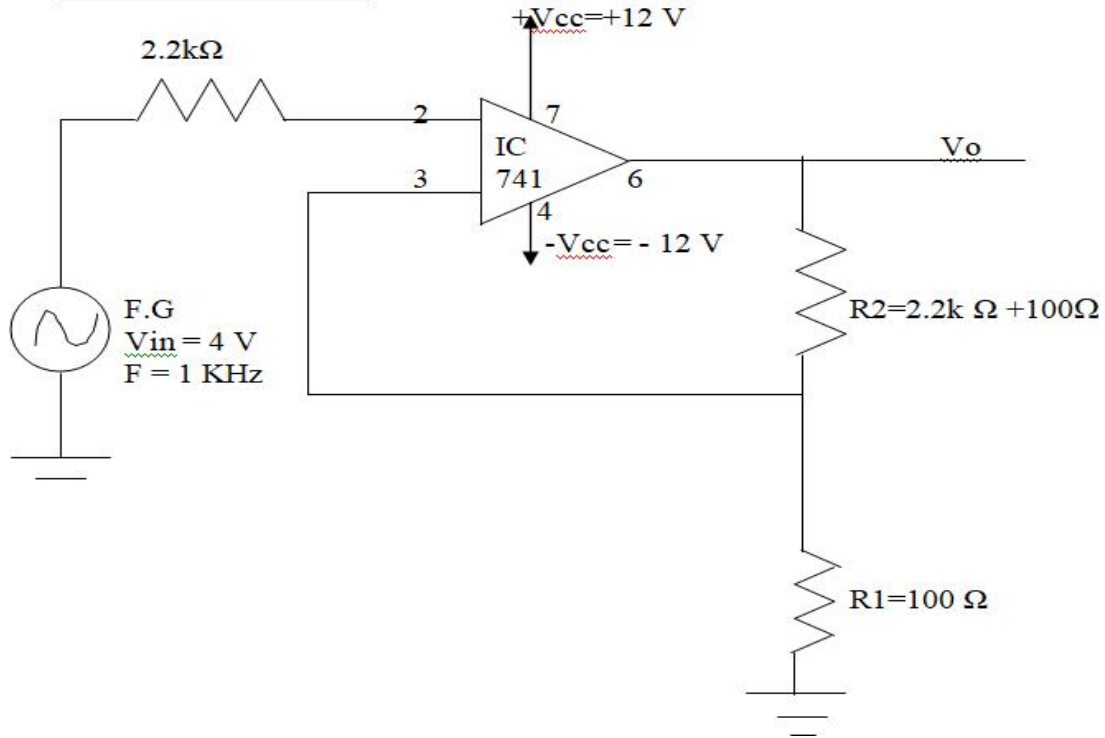 +Vcc=+12 V
2.2kΩ
2
7
IC
741
3
6
Vo
4
-Vcc= - 12 V
F.G
Vin = 4 V
F = 1 KHz
R2=2.2k Ω +100Ω
R1=100 Ω